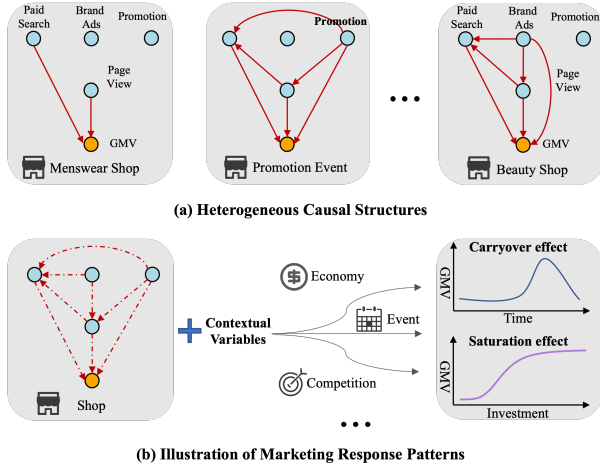 Paid Search
Brand Ads
Promotion
Page View
GMV
Menswear Shop
Promotion
Promotion Event
• • •
Paid Search
Brand Ads
Promotion
Page View
GMV
Beauty Shop
(a) Heterogeneous Causal Structures
Shop
Contextual Variables
Economy
Event
Competition
• • •
Carryover effect
GMV
Time
Saturation effect
GMV
Investment
(b) Illustration of Marketing Response Patterns